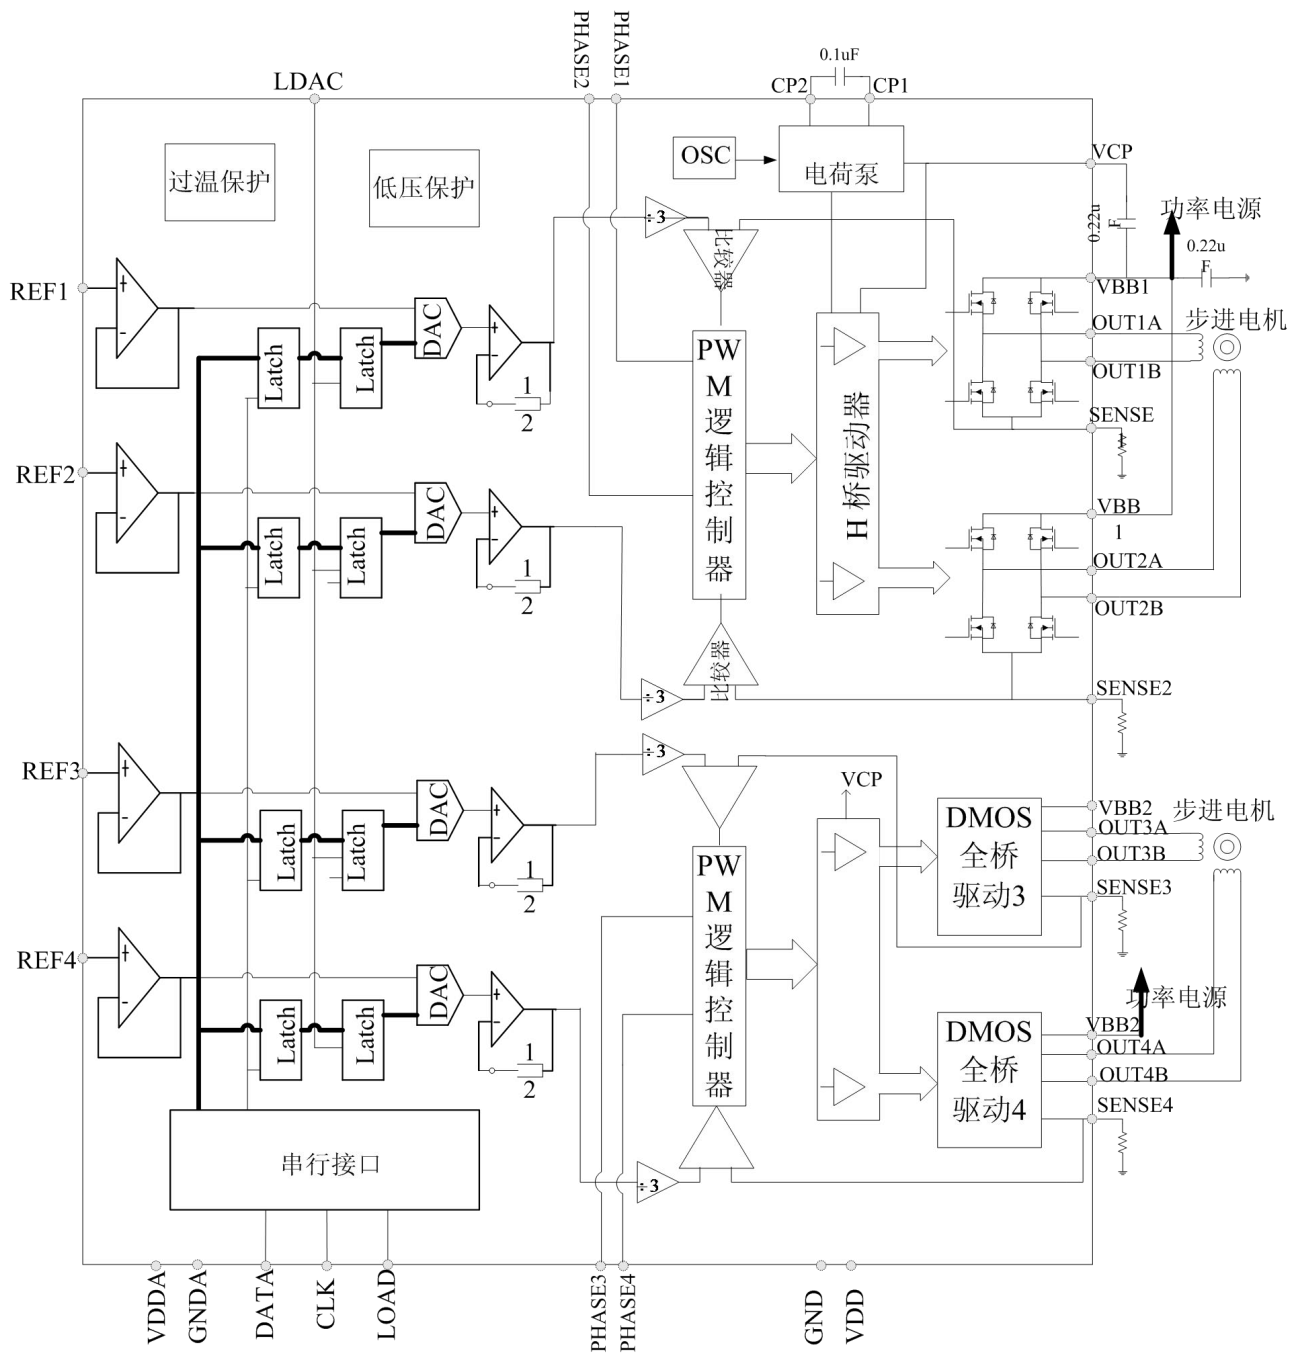 PHASE2
PHASE1
0.1uF
LDAC
CP2
CP1
过温保护
低压保护
OSC
电荷泵
VCP
÷3
比较器
0.22u
F
功率电源
0.22u
F
REF1
+
-
DAC
+
-
Latch
Latch
1
2
VBB1
OUT1A
步进电机
OUT1B
SENSE
PW
M
逻
辑
控
制
器
H 桥驱动器
REF2
+
-
DAC
+
-
Latch
Latch
1
2
VBB
1
OUT2A
OUT2B
比较器
÷3
SENSE2
÷3
REF3
+
-
DAC
+
-
Latch
Latch
1
2
VCP
DMOS
全桥
驱动3
VBB2
OUT3A
步进电机
OUT3B
SENSE3
PW
M
逻
辑
控
制
器
REF4
+
-
DAC
+
-
Latch
Latch
1
2
功率电源
DMOS
全桥
驱动4
VBB2
OUT4A
OUT4B
SENSE4
串行接口
÷3
VDDA
GNDA
DATA
CLK
LOAD
PHASE3
PHASE4
GND
VDD